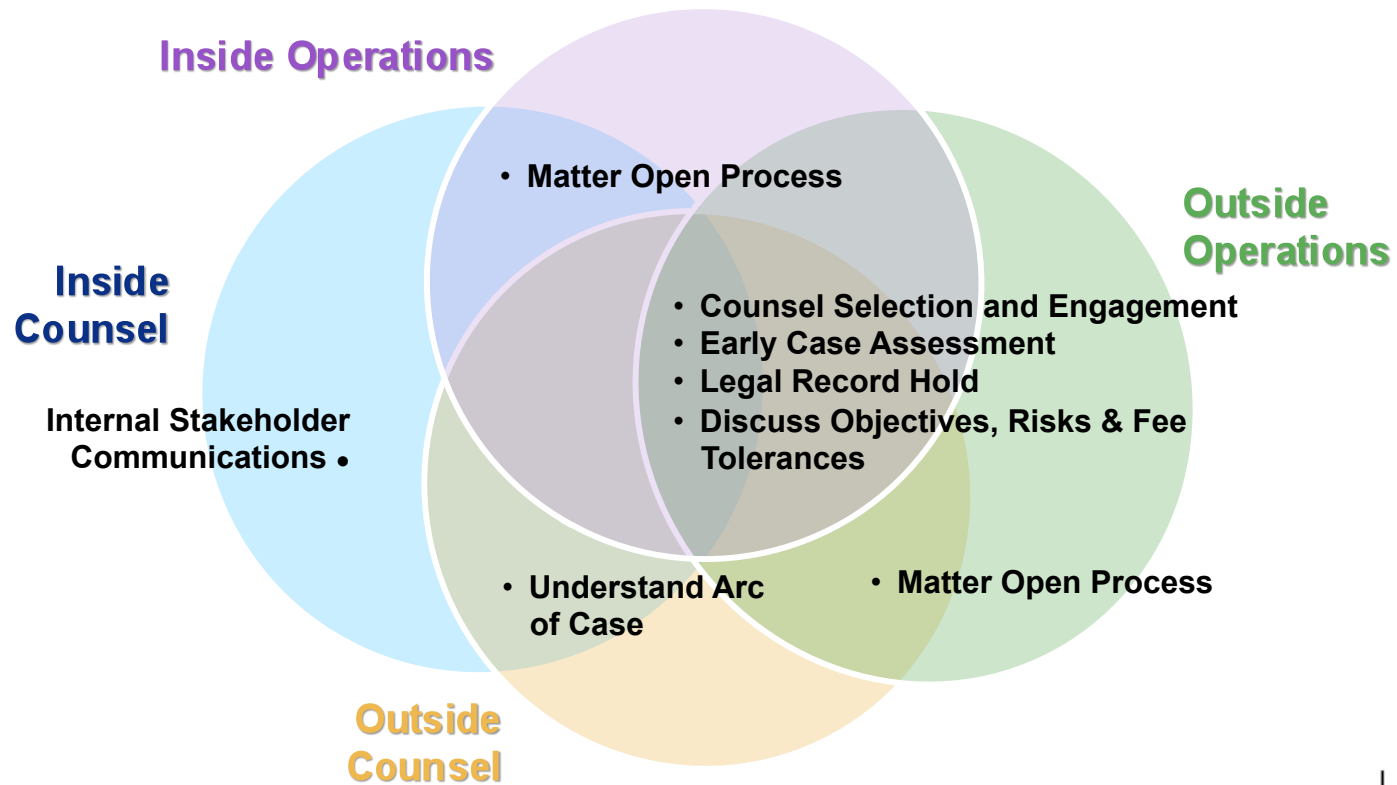 Inside Operations
• Matter Open Process
Outside
Operations
Inside
Counsel
• Counsel Selection and Engagement
• Early Case Assessment
• Legal Record Hold
• Discuss Objectives, Risks & Fee
Tolerances
Internal Stakeholder
Communications •
• Understand Arc
of Case
• Matter Open Process
Outside
Counsel